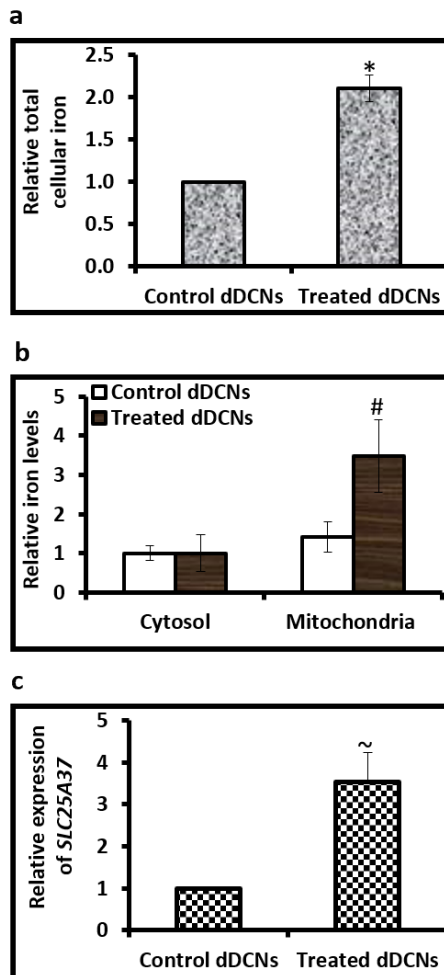 a
Relative total
cellular iron
2.5
2.0
1.5
1.0
0.5
0.0
*
Control dDCNs Treated dDCNs
b
Relative iron levels
5
4
3
2
1
0
Control dDCNs
Treated dDCNs
#
Cytosol Mitochondria
c
Relative expression
of SLC25A37
5
4
3
2
1
0
~
Control dDCNs Treated dDCNs